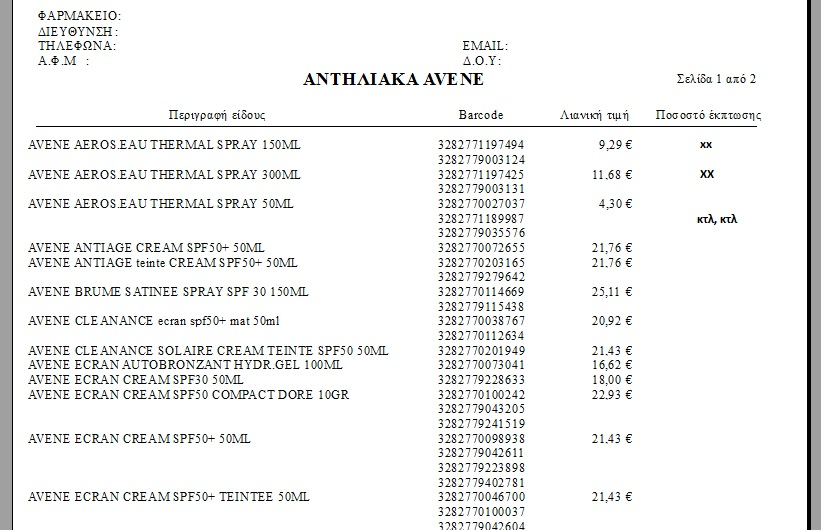 ΦΑΡΜΑΚΕΙΟ:
ΔΙΕΥΘΥΝΣΗ:
ΤΗΛΕΦΩΝΑ: EMAIL:
Α.Φ.Μ : Δ.Ο.Υ:
ΑΝΤΗΛΙΑΚΑ AVENE Σελίδα 1 από 2
Περιγραφή είδους Barcode Λιανική τιμή Ποσοστό έκπτωσης
AVENE AEROS.EAU THERMAL SPRAY 150ML 3282771197494 9,29 € xx
3282779003124
AVENE AEROS.EAU THERMAL SPRAY 300ML 3282771197425 11,68 € XX
3282779003131
AVENE AEROS.EAU THERMAL SPRAY 50ML 3282770027037 4,30 €
3282771189987 κτλ, κτλ
3282779035576
AVENE ANTIAGE CREAM SPF50+ 50ML 3282770072655 21,76 €
AVENE ANTIAGE teinte CREAM SPF50+ 50ML 3282770203165 21,76 €
3282779279642
AVENE BRUME SATINEE SPRAY SPF 30 150ML 3282770114669 25,11 €
3282779115438
AVENE CLEANANCE ecran spf50+ mat 50ml 3282770038767 20,92 €
3282770112634
AVENE CLEANANCE SOLAIRE CREAM TEINTE SPF50 50ML 3282770201949 21,43 €
AVENE ECRAN AUTOBRONZANT HYDR.GEL 100ML 3282770073041 16,62 €
AVENE ECRAN CREAM SPF30 50ML 3282779228633 18,00 €
AVENE ECRAN CREAM SPF50 COMPACT DORE 10GR 3282770100242 22,93 €
3282779043205
3282779241519
AVENE ECRAN CREAM SPF50+ 50ML 3282770098938 21,43 €
3282779042611
3282779223898
3282779402781
AVENE ECRAN CREAM SPF50+ TEINTEE 50ML 3282770046700 21,43 €
3282770100037
3282779042604